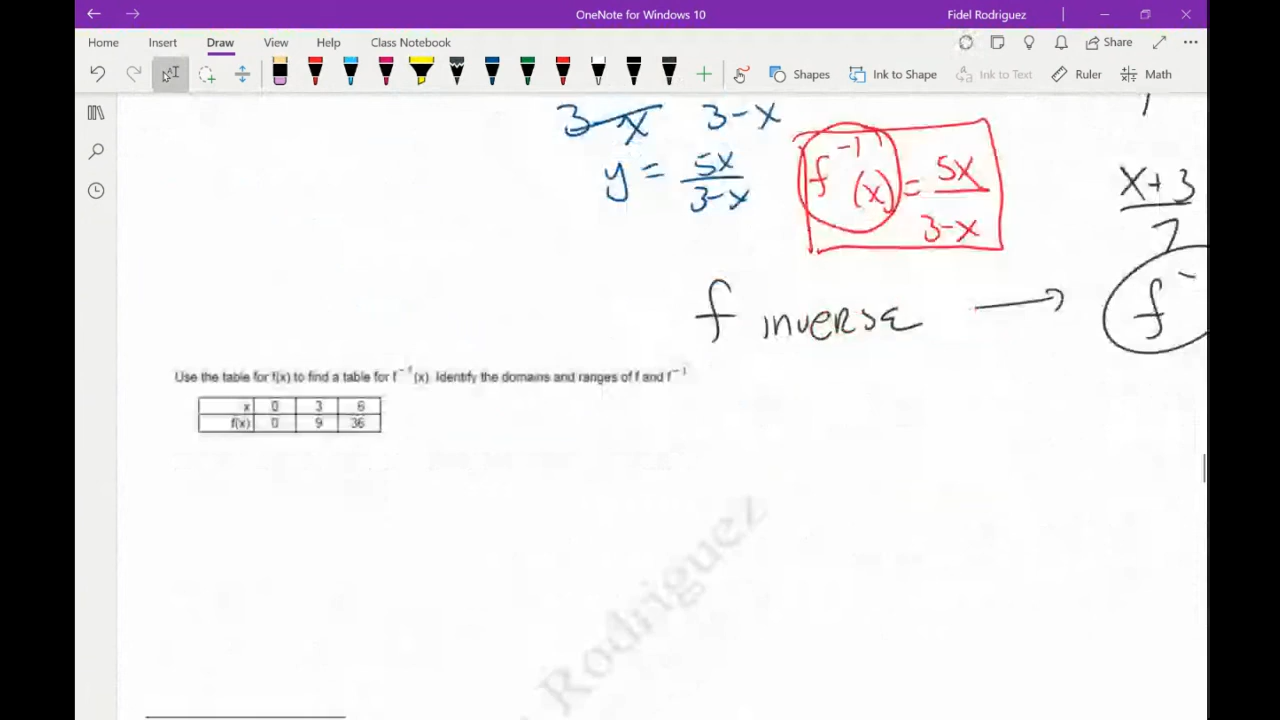 OneNote for Windows 10
Fidel Rodriguez
Home Insert Draw View Help Class Notebook Share
Shapes Ink to Shape Ink to Text Ruler Math
3-x 3-x
y = 5x/3-x
f⁻¹(x) = 5x/3-x
x+3
7
f inverse → f⁻
Use the table for f(x) to find a table for f⁻¹(x). Identify the domains and ranges of f and f⁻¹
x 0 3 6
f(x) 0 9 36
Rodriguez